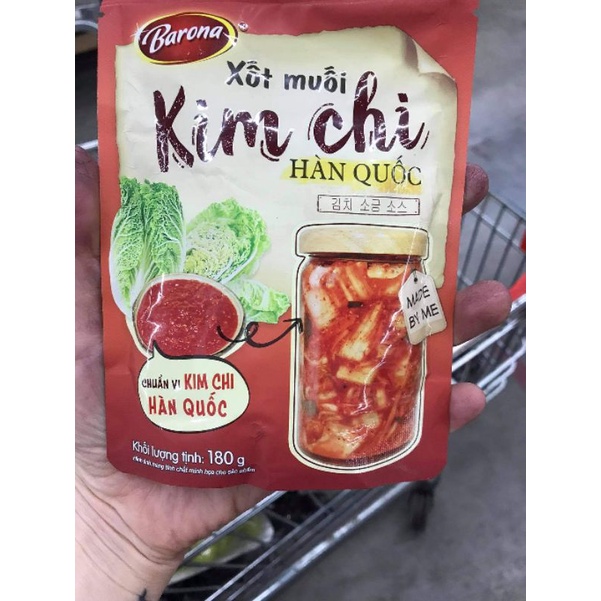 Barona
Xốt muối
Kim chi
HÀN QUỐC
김치 소금 소스
MADE
BY ME
CHUẨN VỊ KIM CHI
HÀN QUỐC
Khối lượng tịnh: 180 g